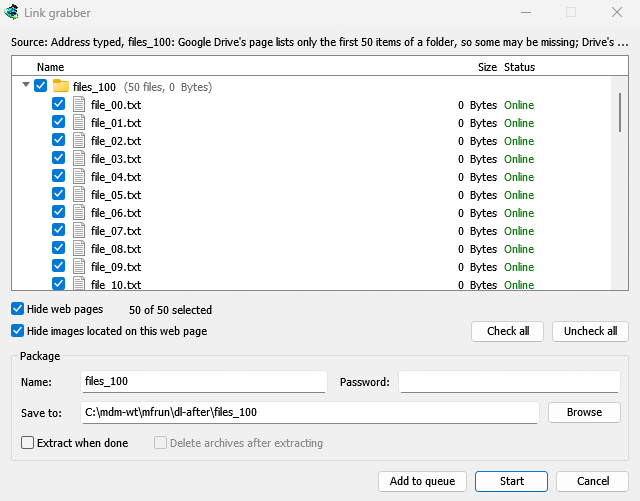 Link grabber
Source: Address typed, files_100: Google Drive's page lists only the first 50 items of a folder, so some may be missing; Drive's ...
Name Size Status
files_100 (50 files, 0 Bytes)
file_00.txt 0 Bytes Online
file_01.txt 0 Bytes Online
file_02.txt 0 Bytes Online
file_03.txt 0 Bytes Online
file_04.txt 0 Bytes Online
file_05.txt 0 Bytes Online
file_06.txt 0 Bytes Online
file_07.txt 0 Bytes Online
file_08.txt 0 Bytes Online
file_09.txt 0 Bytes Online
file_10.txt 0 Bytes Online
Hide web pages 50 of 50 selected
Hide images located on this web page Check all Uncheck all
Package
Name: files_100 Password:
Save to: C:\mdm-wt\mfrun\dl-after\files_100 Browse
Extract when done Delete archives after extracting
Add to queue Start Cancel